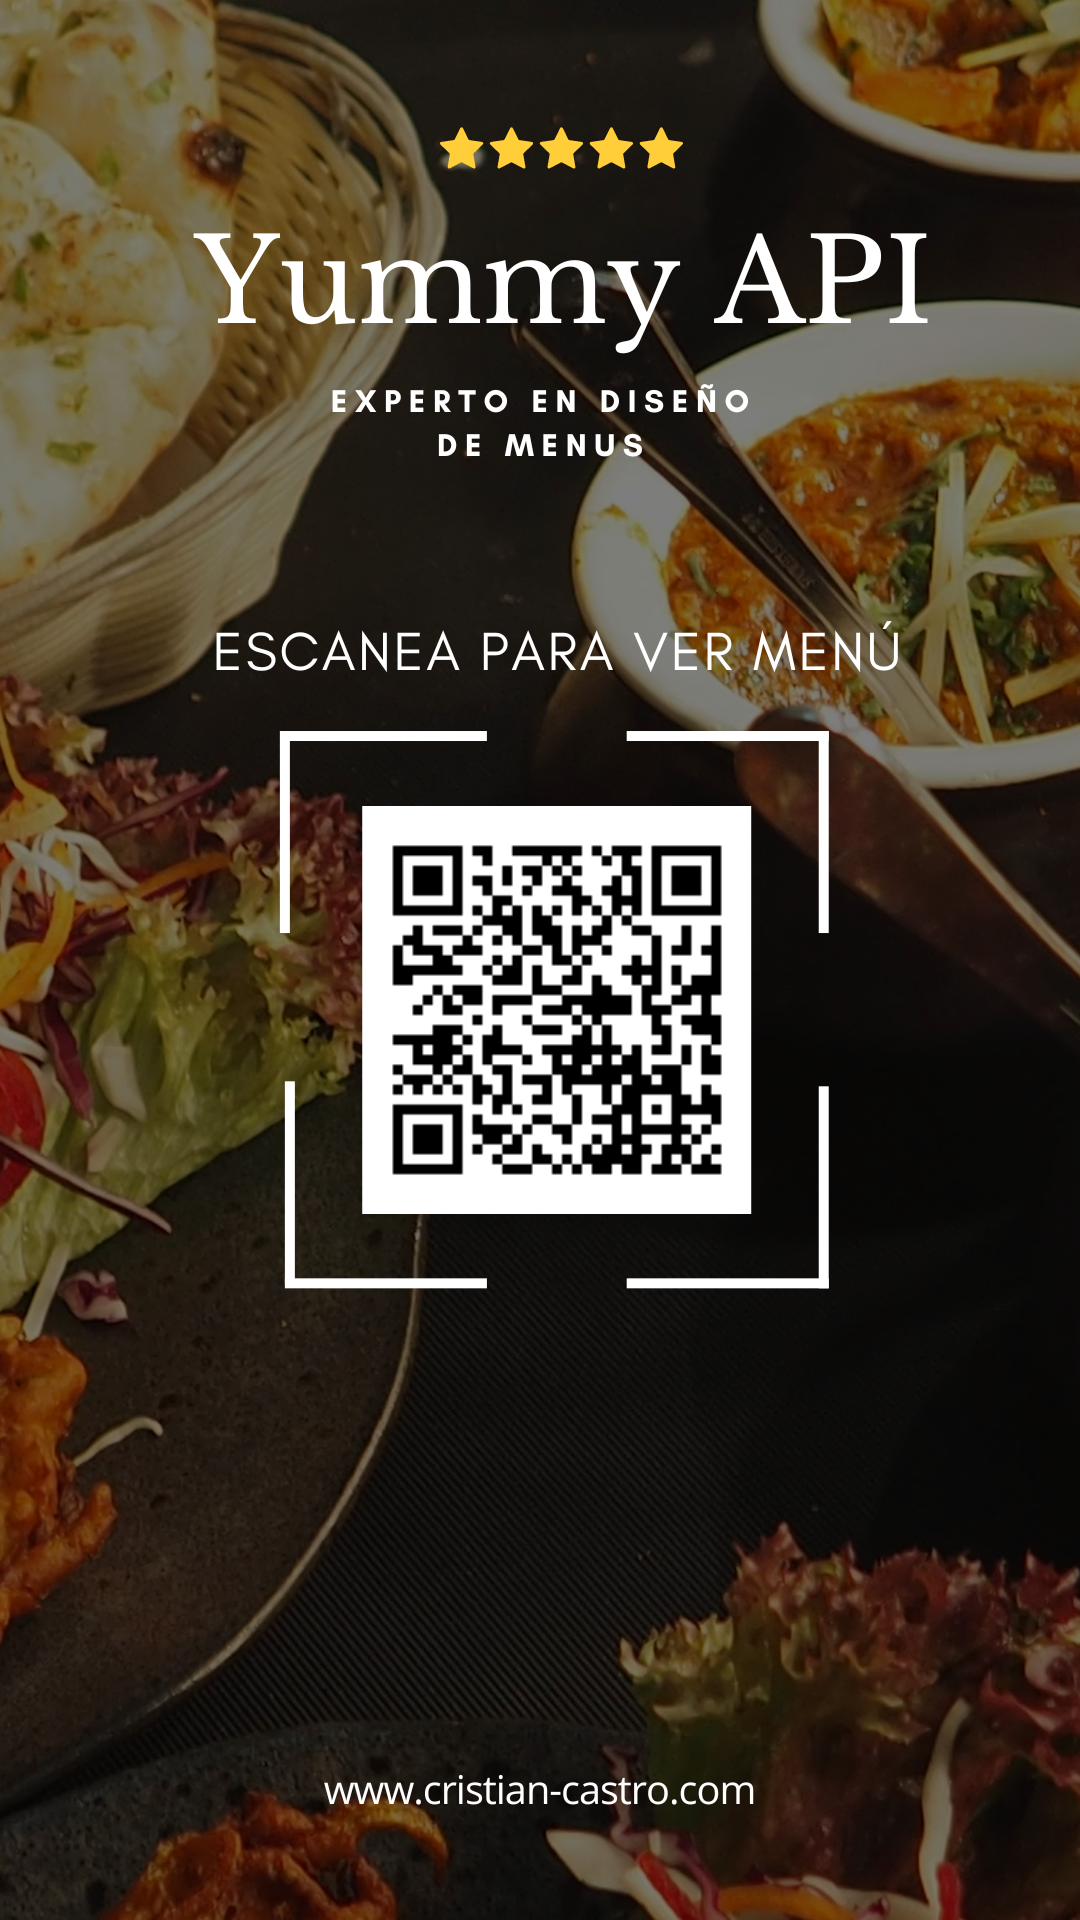 Yummy API
EXPERTO EN DISEÑO
DE MENUS
ESCANEA PARA VER MENÚ
www.cristian-castro.com